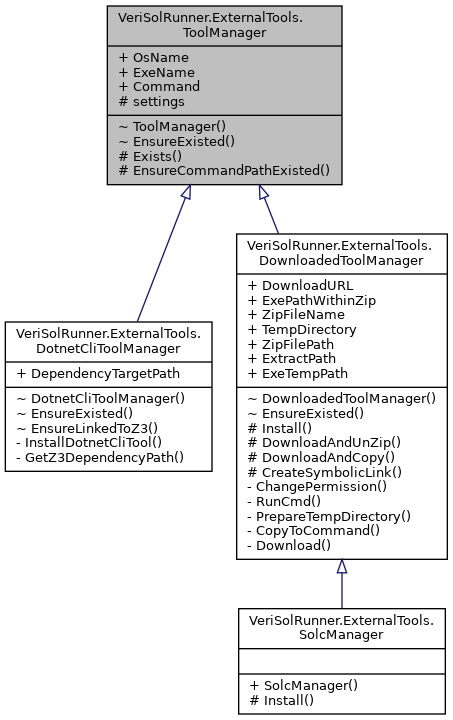 VeriSolRunner.ExternalTools.
ToolManager
+ OsName
+ ExeName
+ Command
# settings
~ ToolManager()
~ EnsureExisted()
# Exists()
# EnsureCommandPathExisted()
VeriSolRunner.ExternalTools.
DotnetCliToolManager
+ DependencyTargetPath
~ DotnetCliToolManager()
~ EnsureExisted()
~ EnsureLinkedToZ3()
- InstallDotnetCliTool()
- GetZ3DependencyPath()
VeriSolRunner.ExternalTools.
DownloadedToolManager
+ DownloadURL
+ ExePathWithinZip
+ ZipFileName
+ TempDirectory
+ ZipFilePath
+ ExtractPath
+ ExeTempPath
~ DownloadedToolManager()
~ EnsureExisted()
# Install()
# DownloadAndUnZip()
# DownloadAndCopy()
# CreateSymbolicLink()
- ChangePermission()
- RunCmd()
- PrepareTempDirectory()
- CopyToCommand()
- Download()
VeriSolRunner.ExternalTools.
SolcManager
+ SolcManager()
# Install()